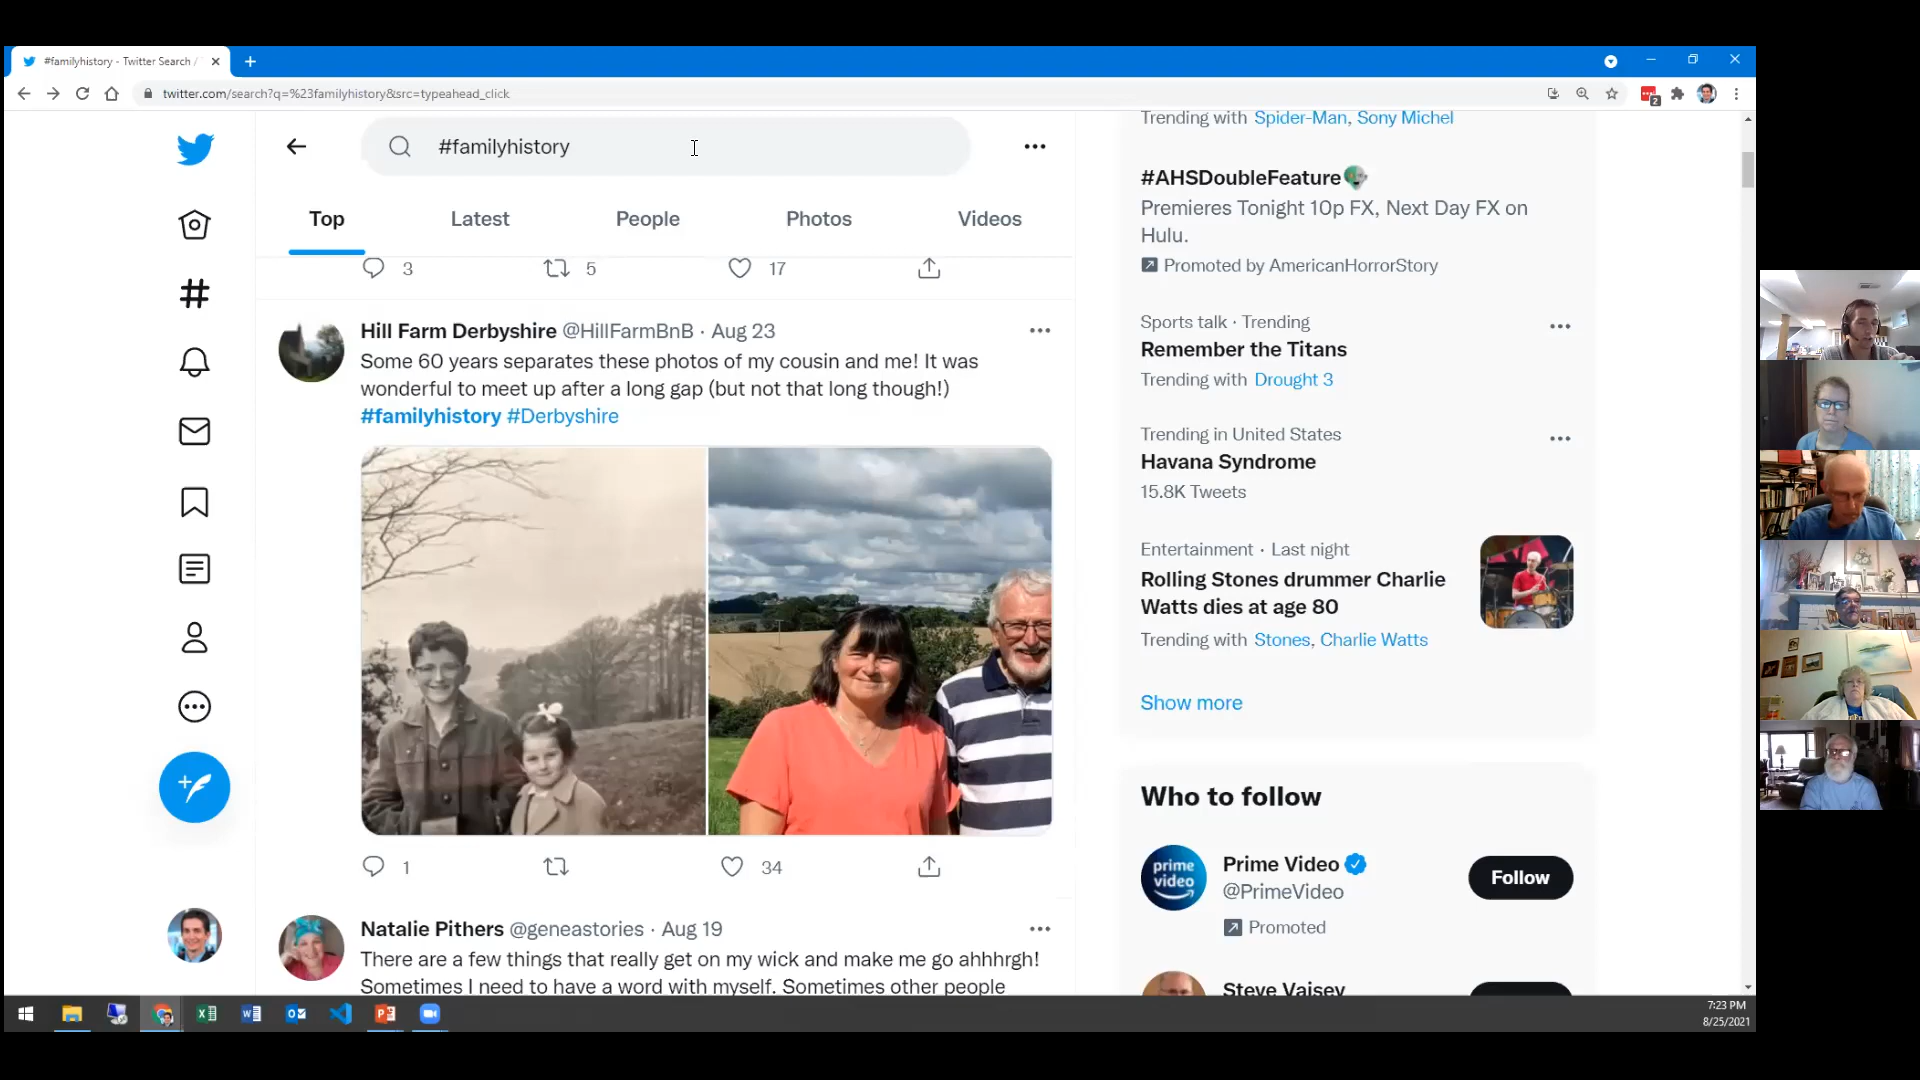 #familyhistory - Twitter Search /
twitter.com/search?q=%23familyhistory&src=typeahead_click
2
#familyhistory
Top
Latest
People
Photos
Videos
3
5
17
Hill Farm Derbyshire @HillFarmBnB · Aug 23
Some 60 years separates these photos of my cousin and me! It was
wonderful to meet up after a long gap (but not that long though!)
#familyhistory #Derbyshire
1
34
Natalie Pithers @geneastories · Aug 19
There are a few things that really get on my wick and make me go ahhhrgh!
Sometimes I need to have a word with myself. Sometimes other people
Trending with Spider-Man, Sony Michel
#AHSDoubleFeature
Premieres Tonight 10p FX, Next Day FX on
Hulu.
Promoted by AmericanHorrorStory
Sports talk · Trending
Remember the Titans
Trending with Drought 3
Trending in United States
Havana Syndrome
15.8K Tweets
Entertainment · Last night
Rolling Stones drummer Charlie
Watts dies at age 80
Trending with Stones, Charlie Watts
Show more
Who to follow
prime
video
Prime Video
@PrimeVideo
Promoted
Follow
Steve Vaisey
7:23 PM
8/25/2021